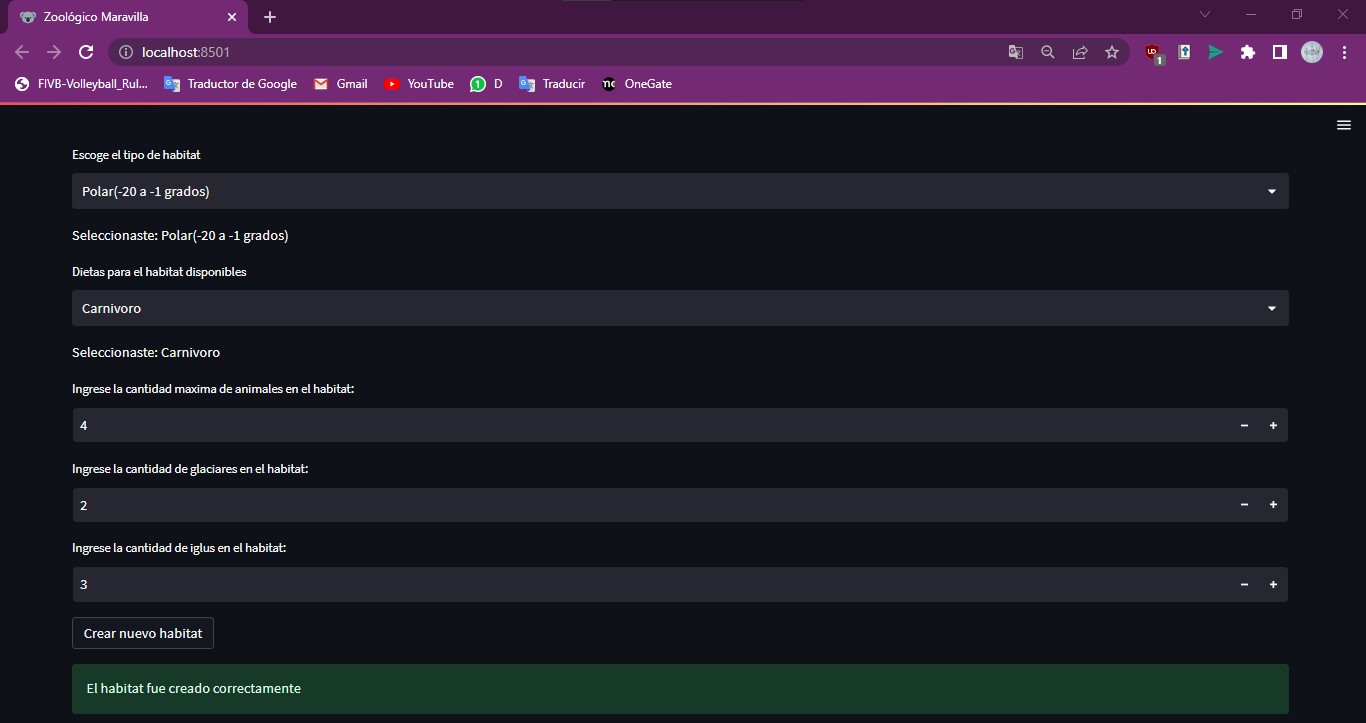 Zoológico Maravilla
localhost:8501
1
FIVB-Volleyball_Rul...
Traductor de Google
Gmail
YouTube
1
D
Traducir
OneGate
Escoge el tipo de habitat
Polar(-20 a -1 grados)
Seleccionaste: Polar(-20 a -1 grados)
Dietas para el habitat disponibles
Carnivoro
Seleccionaste: Carnivoro
Ingrese la cantidad maxima de animales en el habitat:
4
Ingrese la cantidad de glaciares en el habitat:
2
Ingrese la cantidad de iglus en el habitat:
3
Crear nuevo habitat
El habitat fue creado correctamente